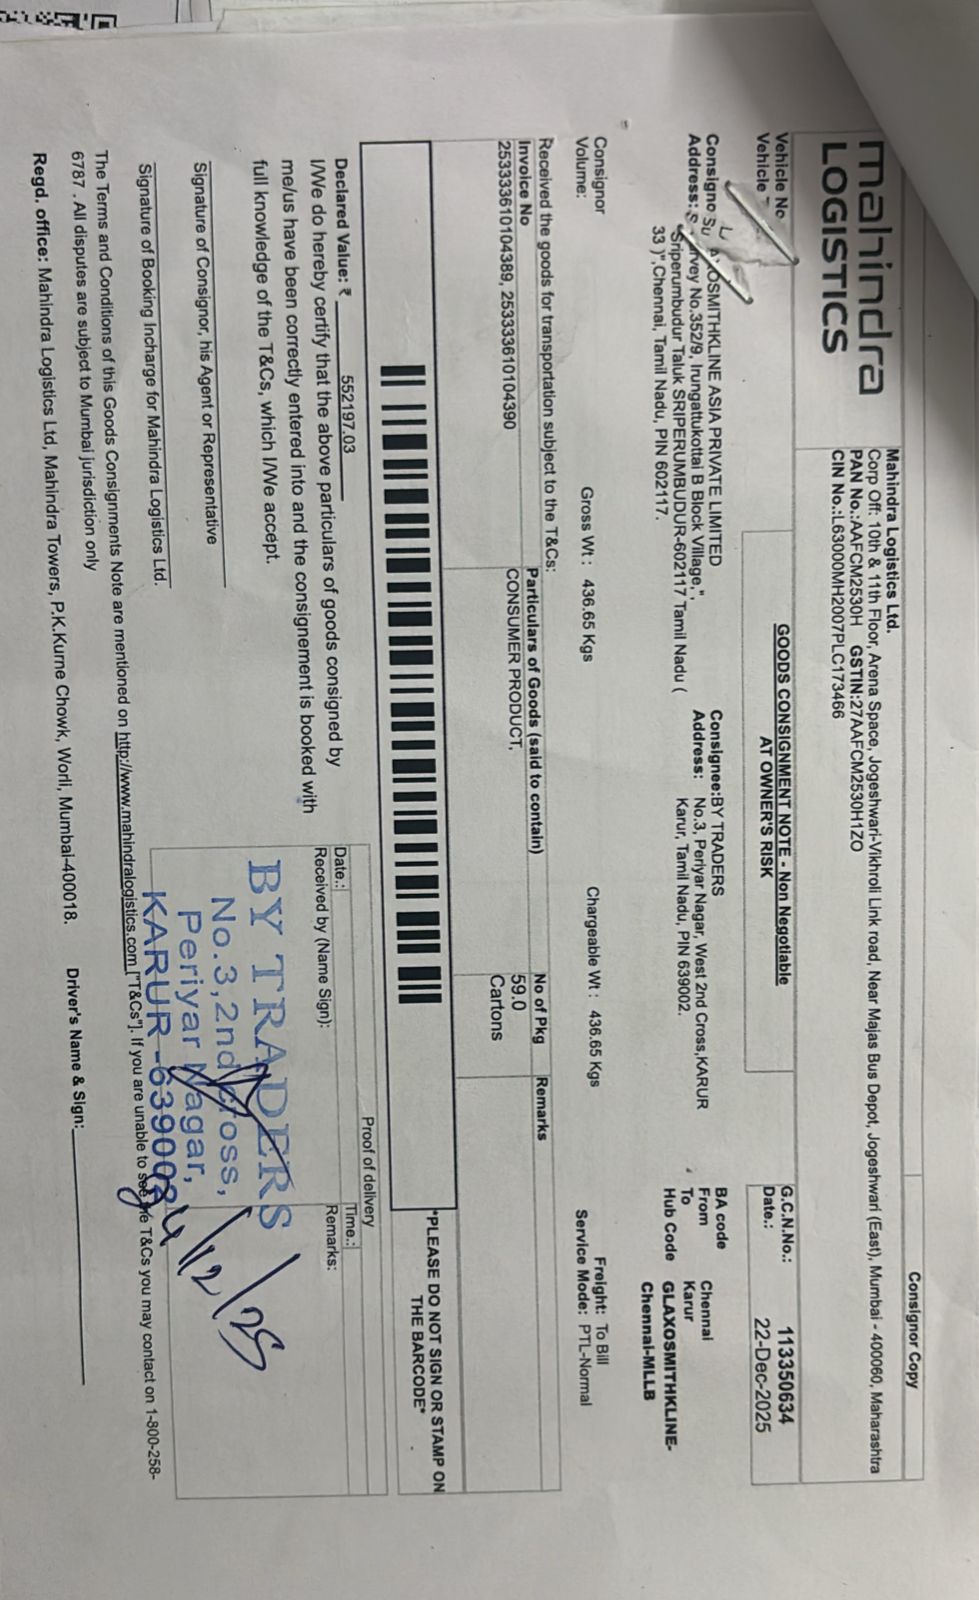 Consignor Copy
mahindra
LOGISTICS
Mahindra Logistics Ltd.
Corp Off: 10th & 11th Floor, Arena Space, Jogeshwari-Vikhroli Link road, Near Majas Bus Depot, Jogeshwari (East), Mumbai - 400060, Maharashtra
PAN No.:AAFCM2530H GSTIN:27AAFCM2530H1ZO
CIN No.:L63000MH2007PLC173466
Vehicle No
Vehicle
GOODS CONSIGNMENT NOTE - Non Negotiable
AT OWNER'S RISK
G.C.N.No.: 113350634
Date.: 22-Dec-2025
Consigno
OSMITHKLINE ASIA PRIVATE LIMITED
Address:
rvey No.352/9, Irungattukottai B Block Village,",
Sriperumbudur Taluk SRIPERUMBUDUR-602117 Tamil Nadu (
33 )",Chennai, Tamil Nadu, PIN 602117.
Consignee:BY TRADERS
Address: No.3, Periyar Nagar, West 2nd Cross,KARUR
Karur, Tamil Nadu, PIN 639002.
BA code
From Chennai
To Karur
Hub Code GLAXOSMITHKLINE-
Chennai-MLLB
Consignor
Volume:
Gross Wt : 436.65 Kgs
Chargeable Wt : 436.65 Kgs
Freight: To Bill
Service Mode: PTL-Normal
Received the goods for transportation subject to the T&Cs:
Invoice No Particulars of Goods (said to contain) No of Pkg Remarks
253333610104389, 253333610104390 CONSUMER PRODUCT, 59.0
Cartons
*PLEASE DO NOT SIGN OR STAMP ON
THE BARCODE*
Declared Value: ₹ 552197.03
I/We do hereby certify that the above particulars of goods consigned by
me/us have been correctly entered into and the consignement is booked with
full knowledge of the T&Cs, which I/We accept.
Proof of delivery
Date.: Time.:
Received by (Name Sign): Remarks:
BY TRADERS
No.3,2nd Cross,
Periyar Nagar,
KARUR -639002
24/12/25
Signature of Consignor, his Agent or Representative
Signature of Booking Incharge for Mahindra Logistics Ltd.
The Terms and Conditions of this Goods Consignments Note are mentioned on http://www.mahindralogistics.com ["T&Cs"]. If you are unable to see the T&Cs you may contact on 1-800-258-
6787 . All disputes are subject to Mumbai jurisdiction only
Regd. office: Mahindra Logistics Ltd, Mahindra Towers, P.K.Kurne Chowk, Worli, Mumbai-400018. Driver's Name & Sign: